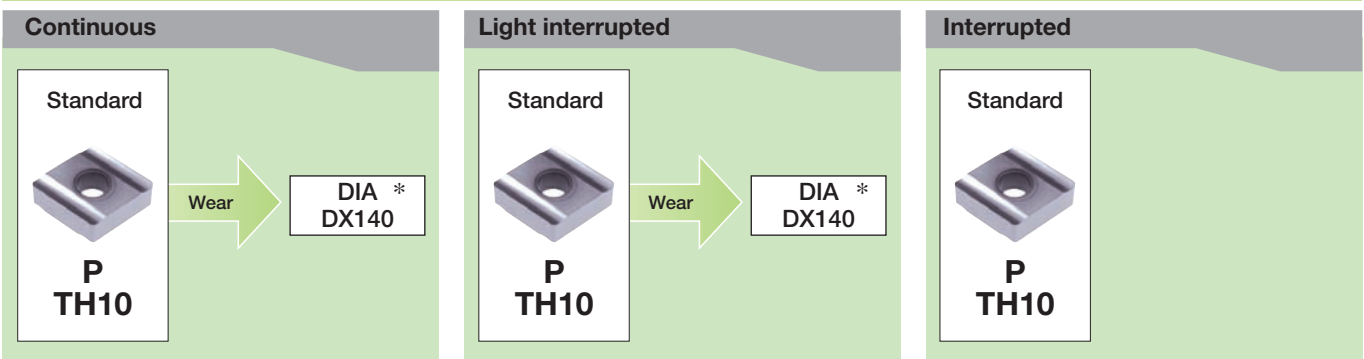 Continuous
Standard
P
TH10
Wear
DIA *
DX140
Light interrupted
Standard
P
TH10
Wear
DIA *
DX140
Interrupted
Standard
P
TH10